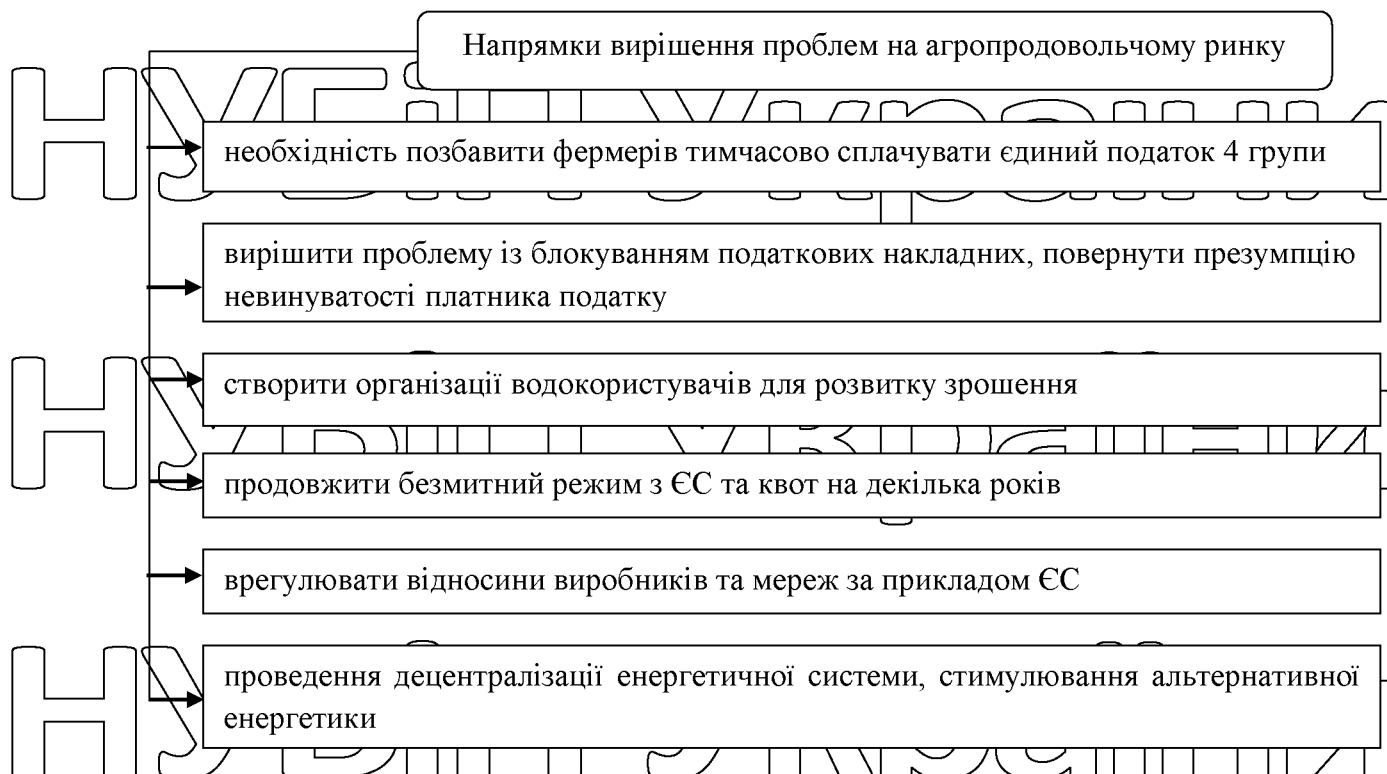 Напрямки вирішення проблем на агропродовольчому ринку
НУБіП України
необхідність позбавити фермерів тимчасово сплачувати єдиний податок 4 групи
вирішити проблему із блокуванням податкових накладних, повернути презумпцію
невинуватості платника податку
створити організації водокористувачів для розвитку зрошення
продовжити безмитний режим з ЄС та квот на декілька років
врегулювати відносини виробників та мереж за прикладом ЄС
проведення децентралізації енергетичної системи, стимулювання альтернативної
енергетики